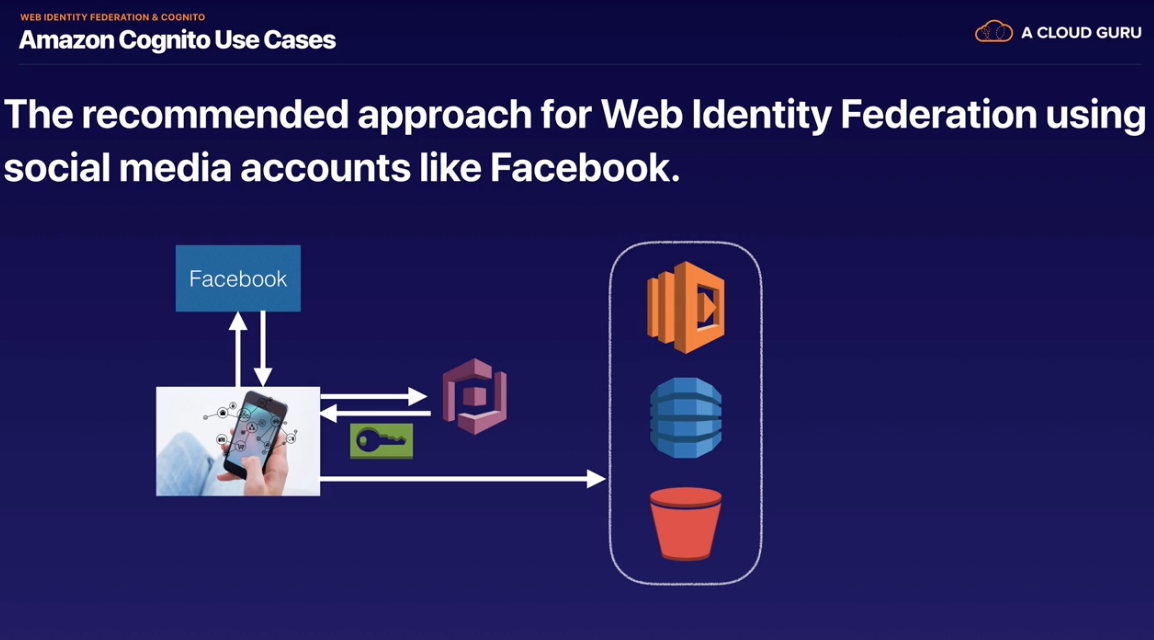 WEB IDENTITY FEDERATION & COGNITO
Amazon Cognito Use Cases
A CLOUD GURU
The recommended approach for Web Identity Federation using
social media accounts like Facebook.
Facebook